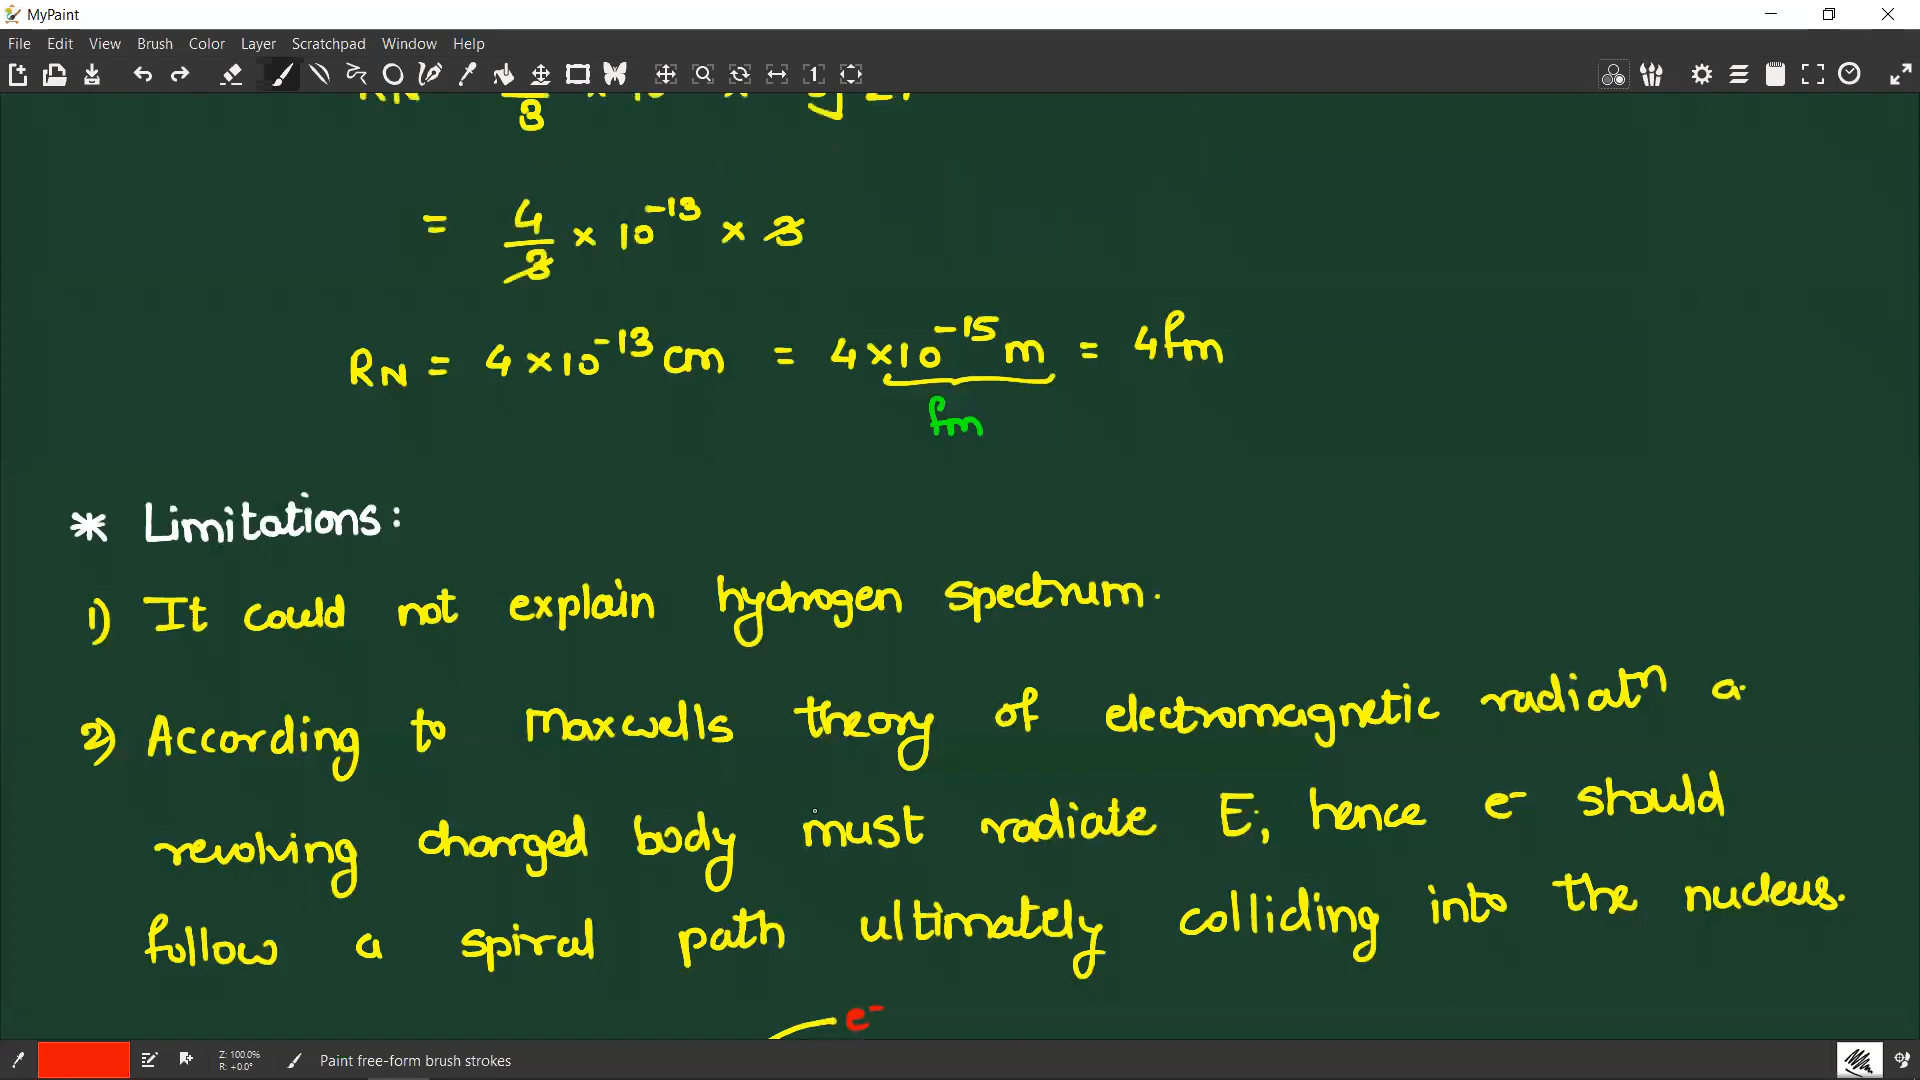 MyPaint
File Edit View Brush Color Layer Scratchpad Window Help
3
= 4/3 × 10^-13 × 3
RN = 4 × 10^-13 cm = 4 × 10^-15 m = 4 fm
fm
* Limitations:
1) It could not explain hydrogen spectrum.
2) According to Maxwells theory of electromagnetic radiatn a
revolving charged body must radiate E; hence e- should
follow a spiral path ultimately colliding into the nucleus.
e-
Z: 100.0%
R: +0.0°
Paint free-form brush strokes